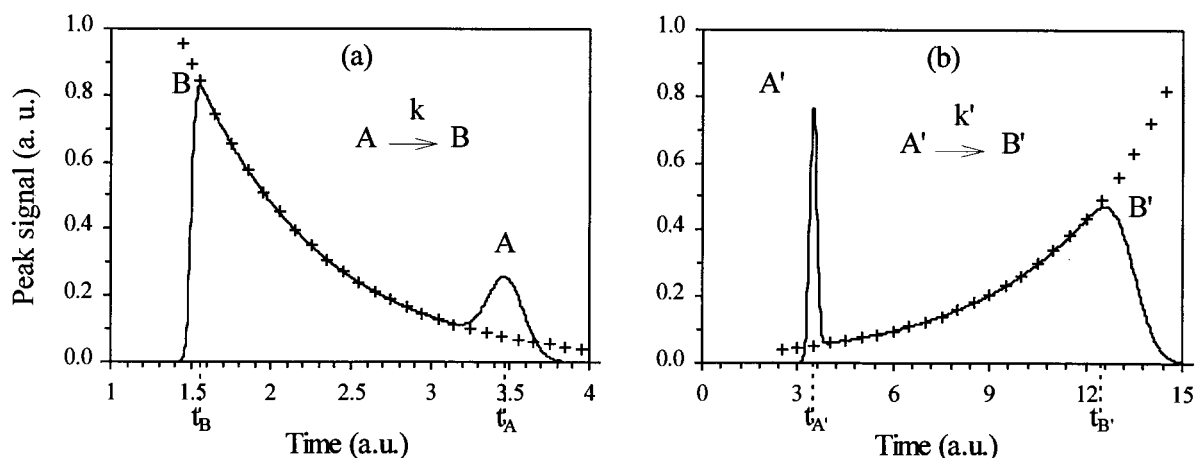 Peak signal (a. u.)
1.0
0.8
0.6
0.4
0.2
0.0
(a)
B
k
A → B
A
1 1.5 2 2.5 3 3.5 4
t'B t'A
Time (a.u.)
1.0
0.8
0.6
0.4
0.2
0.0
(b)
A'
k'
A' → B'
B'
0 3 6 9 12 15
t'A' t'B'
Time (a.u.)